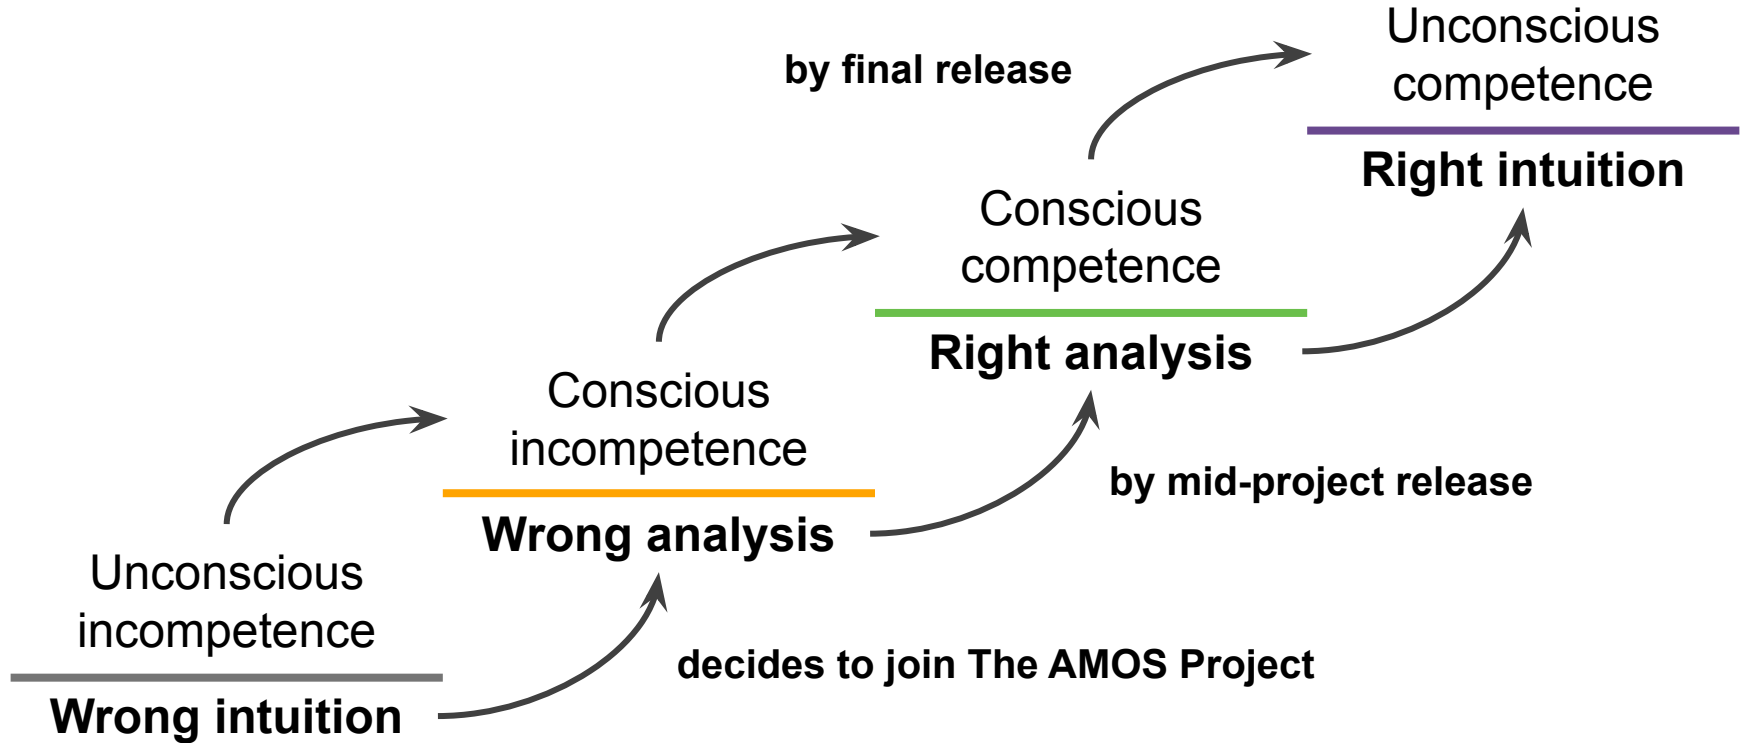 Unconscious
competence
by final release
Right intuition
Conscious
competence
Right analysis
Conscious
incompetence
by mid-project release
Wrong analysis
Unconscious
incompetence
decides to join The AMOS Project
Wrong intuition